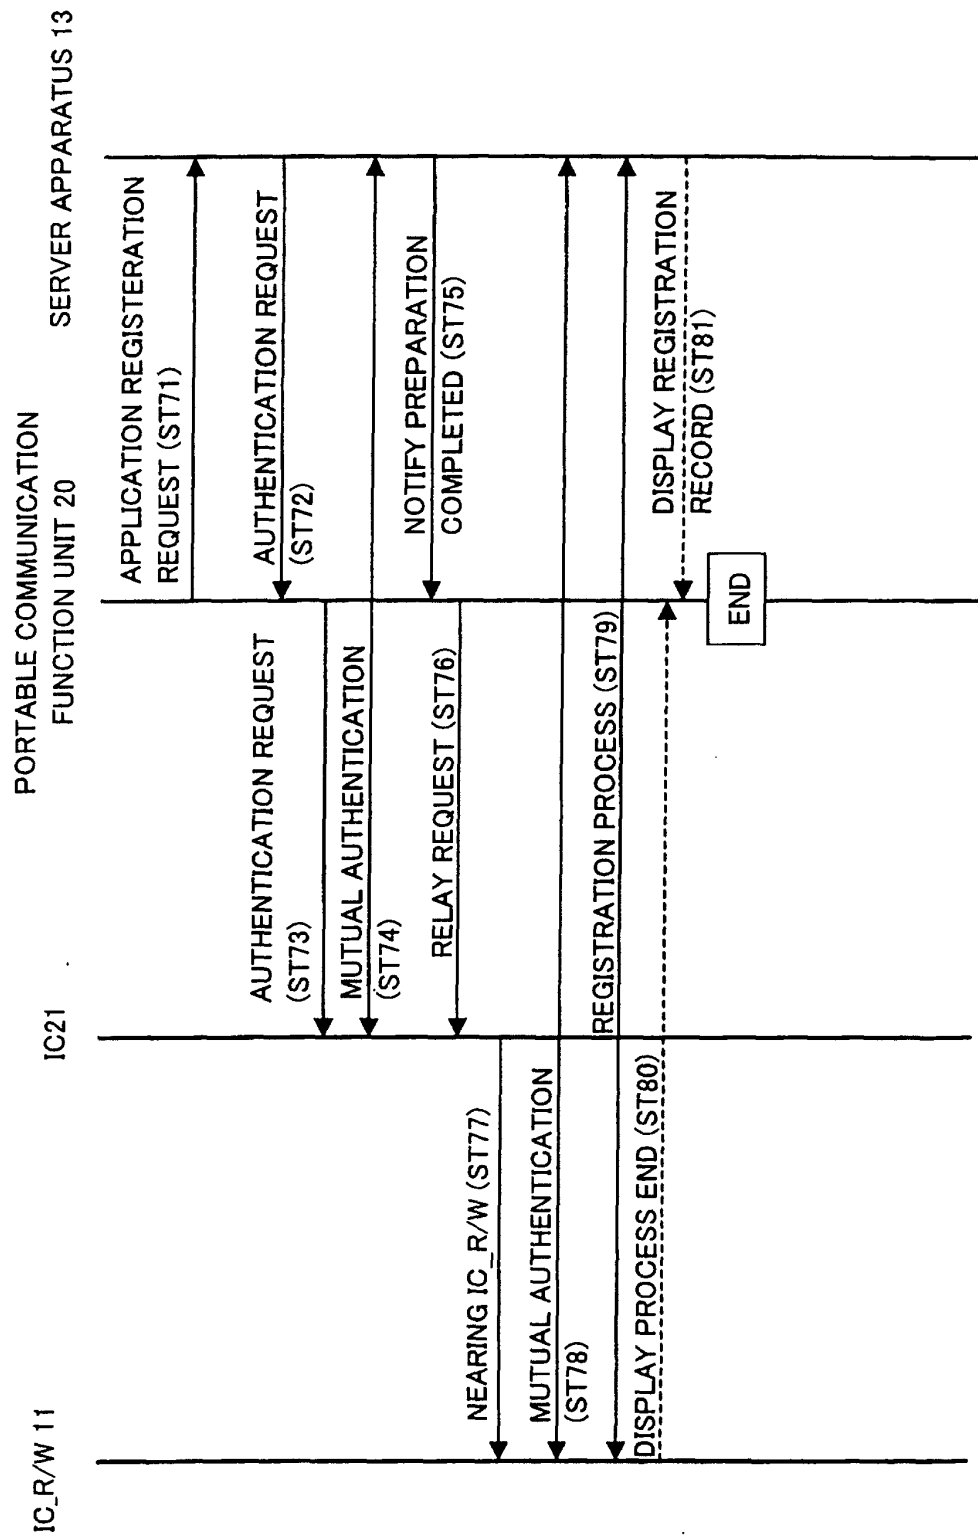 IC_R/W 11
IC21
PORTABLE COMMUNICATION
FUNCTION UNIT 20
SERVER APPARATUS 13
APPLICATION REGISTERATION
REQUEST (ST71)
AUTHENTICATION REQUEST
(ST72)
AUTHENTICATION REQUEST
(ST73)
MUTUAL AUTHENTICATION
(ST74)
NOTIFY PREPARATION
COMPLETED (ST75)
RELAY REQUEST (ST76)
NEARING IC_R/W (ST77)
MUTUAL AUTHENTICATION
(ST78)
REGISTRATION PROCESS (ST79)
DISPLAY PROCESS END (ST80)
DISPLAY REGISTRATION
RECORD (ST81)
END